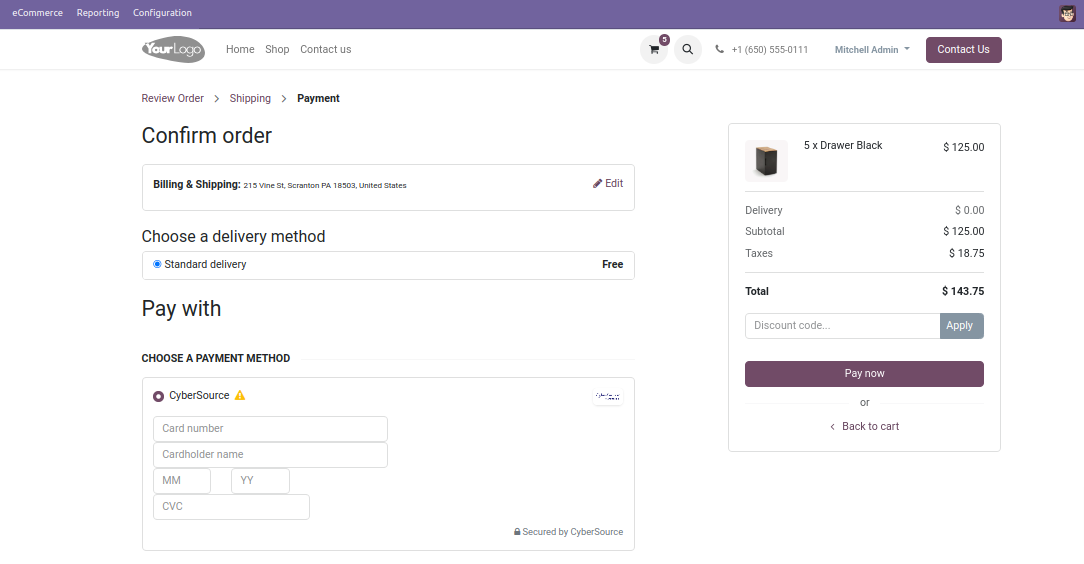 eCommerce Reporting Configuration
YourLogo Home Shop Contact us 5 +1 (650) 555-0111 Mitchell Admin Contact Us
Review Order > Shipping > Payment
Confirm order
Billing & Shipping: 215 Vine St, Scranton PA 18503, United States Edit
Choose a delivery method
Standard delivery Free
Pay with
CHOOSE A PAYMENT METHOD
CyberSource
Card number
Cardholder name
MM YY
CVC
Secured by CyberSource
5 x Drawer Black $ 125.00
Delivery $ 0.00
Subtotal $ 125.00
Taxes $ 18.75
Total $ 143.75
Discount code... Apply
Pay now
or
< Back to cart